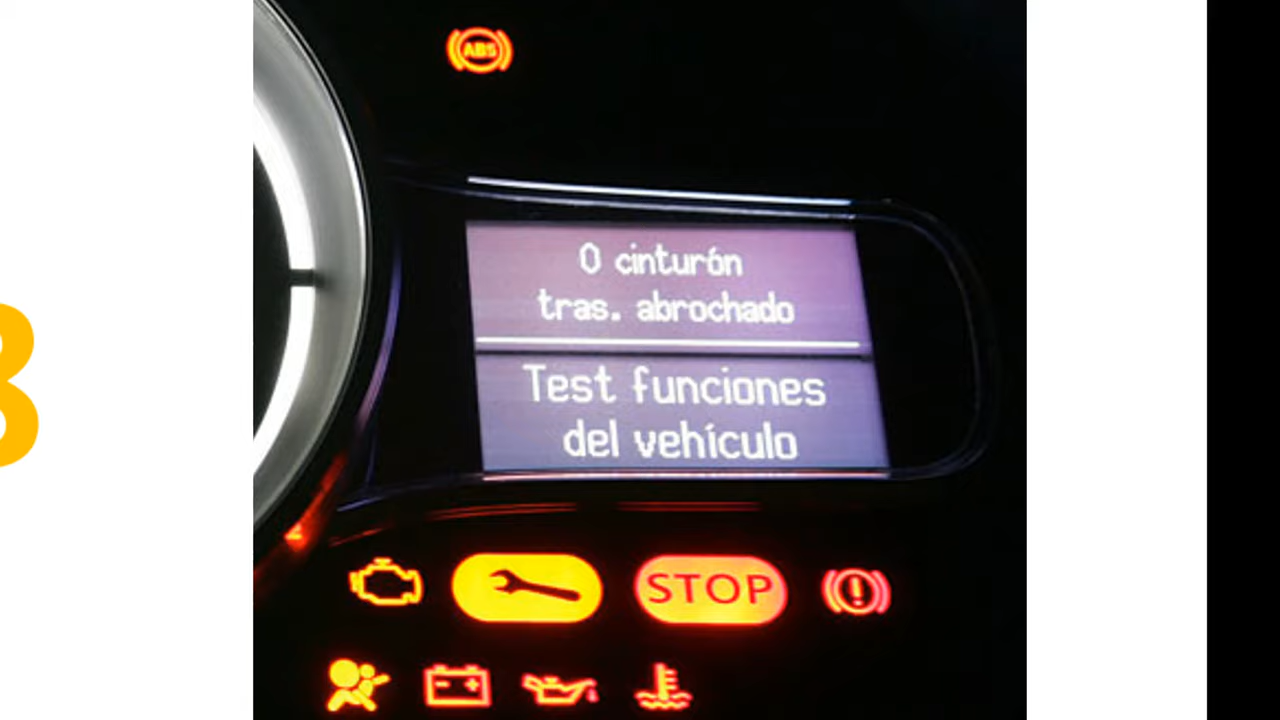 ABS
0 cinturón
tras. abrochado
Test funciones
del vehículo
STOP